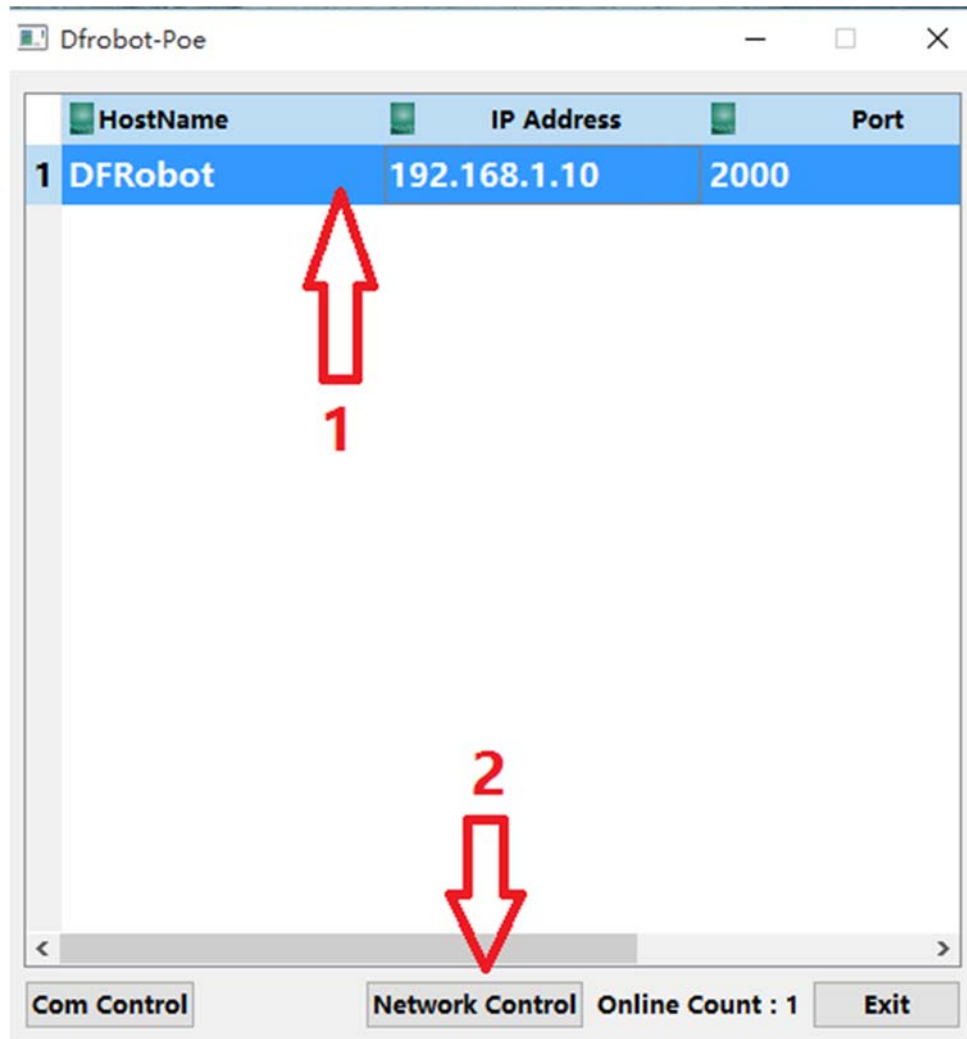 Dfrobot-Poe
HostName IP Address Port
1 DFRobot 192.168.1.10 2000
1
2
Com Control Network Control Online Count : 1 Exit